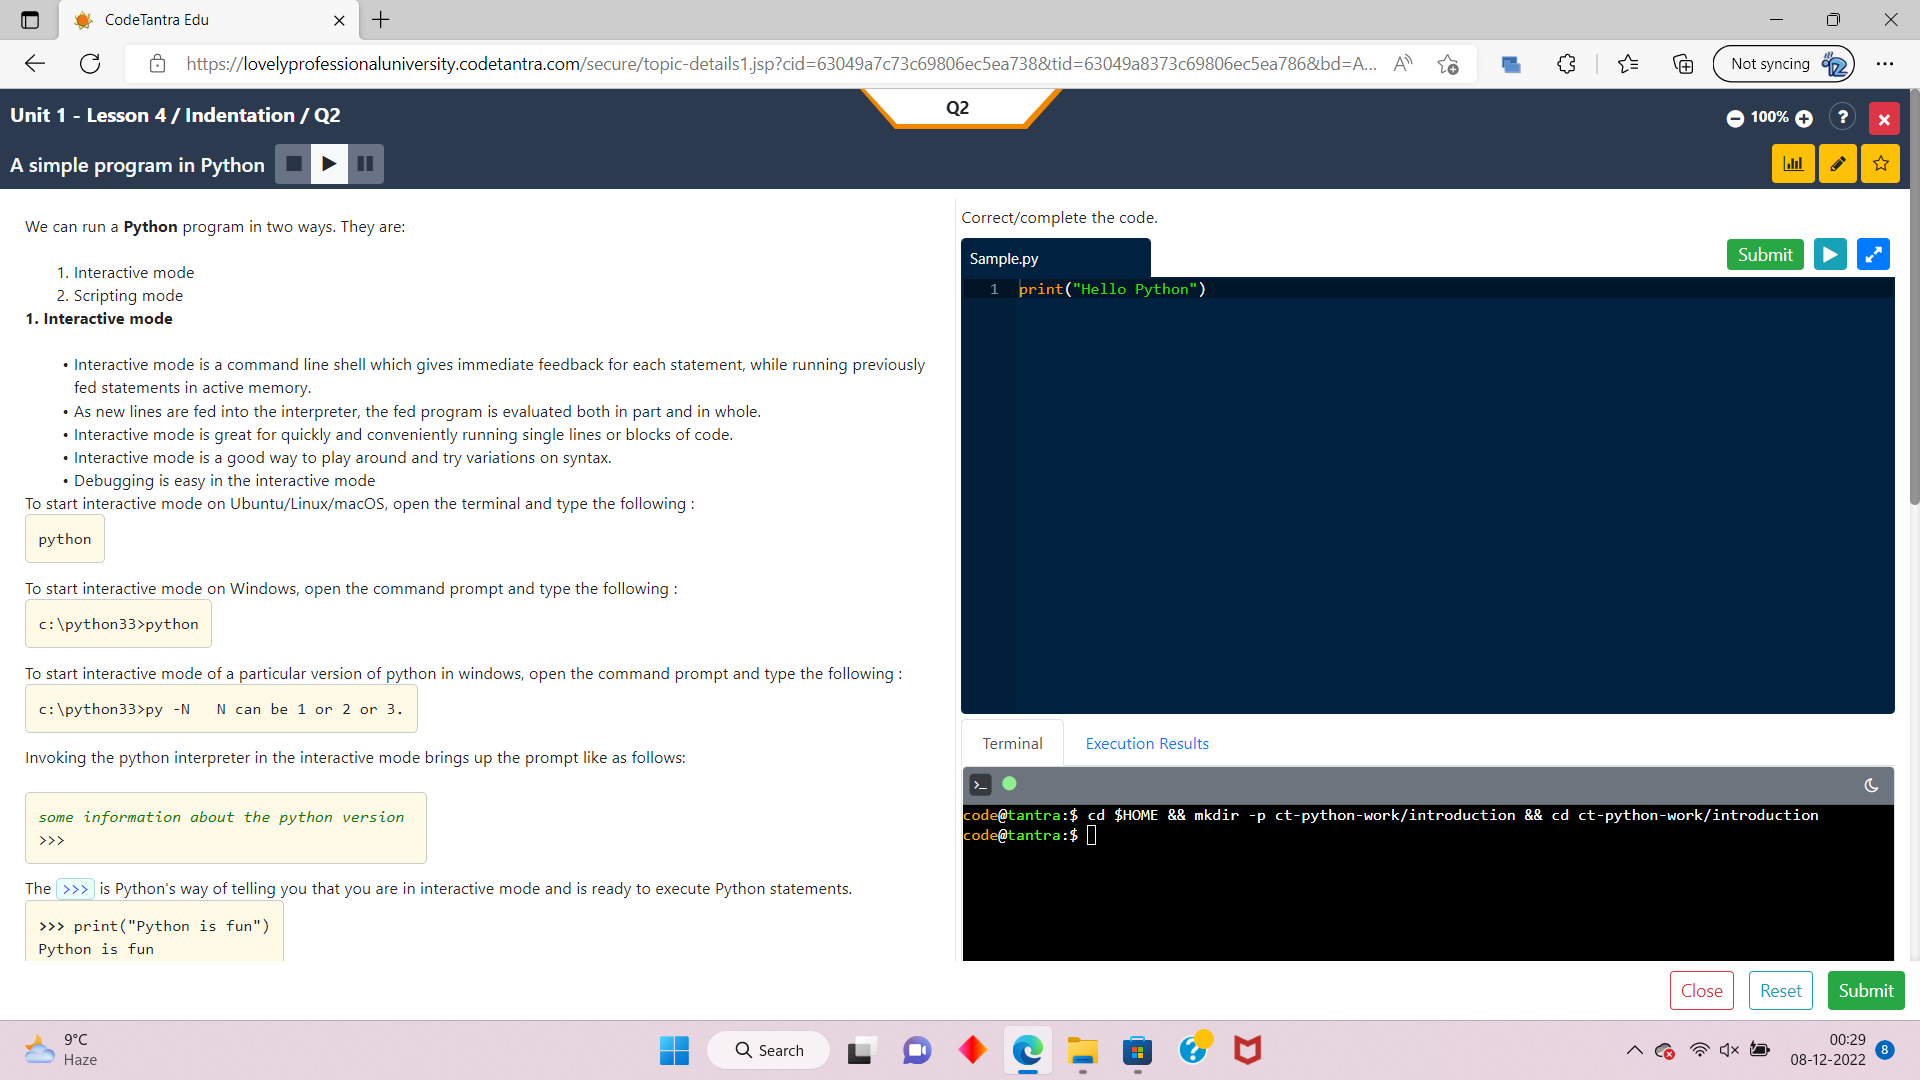 CodeTantra Edu
https://lovelyprofessionaluniversity.codetantra.com/secure/topic-details1.jsp?cid=63049a7c73c69806ec5ea738&tid=63049a8373c69806ec5ea786&bd=A...
Not syncing
Unit 1 - Lesson 4 / Indentation / Q2
Q2
100%
?
A simple program in Python
We can run a Python program in two ways. They are:
1. Interactive mode
2. Scripting mode
1. Interactive mode
• Interactive mode is a command line shell which gives immediate feedback for each statement, while running previously
fed statements in active memory.
• As new lines are fed into the interpreter, the fed program is evaluated both in part and in whole.
• Interactive mode is great for quickly and conveniently running single lines or blocks of code.
• Interactive mode is a good way to play around and try variations on syntax.
• Debugging is easy in the interactive mode
To start interactive mode on Ubuntu/Linux/macOS, open the terminal and type the following :
python
To start interactive mode on Windows, open the command prompt and type the following :
c:\python33>python
To start interactive mode of a particular version of python in windows, open the command prompt and type the following :
c:\python33>py -N   N can be 1 or 2 or 3.
Invoking the python interpreter in the interactive mode brings up the prompt like as follows:
some information about the python version
>>>
The >>> is Python's way of telling you that you are in interactive mode and is ready to execute Python statements.
>>> print("Python is fun")
Python is fun
Correct/complete the code.
Sample.py
Submit
1 print("Hello Python")
Terminal
Execution Results
code@tantra:$ cd $HOME && mkdir -p ct-python-work/introduction && cd ct-python-work/introduction
code@tantra:$
Close
Reset
Submit
9°C
Haze
Search
00:29
08-12-2022
8